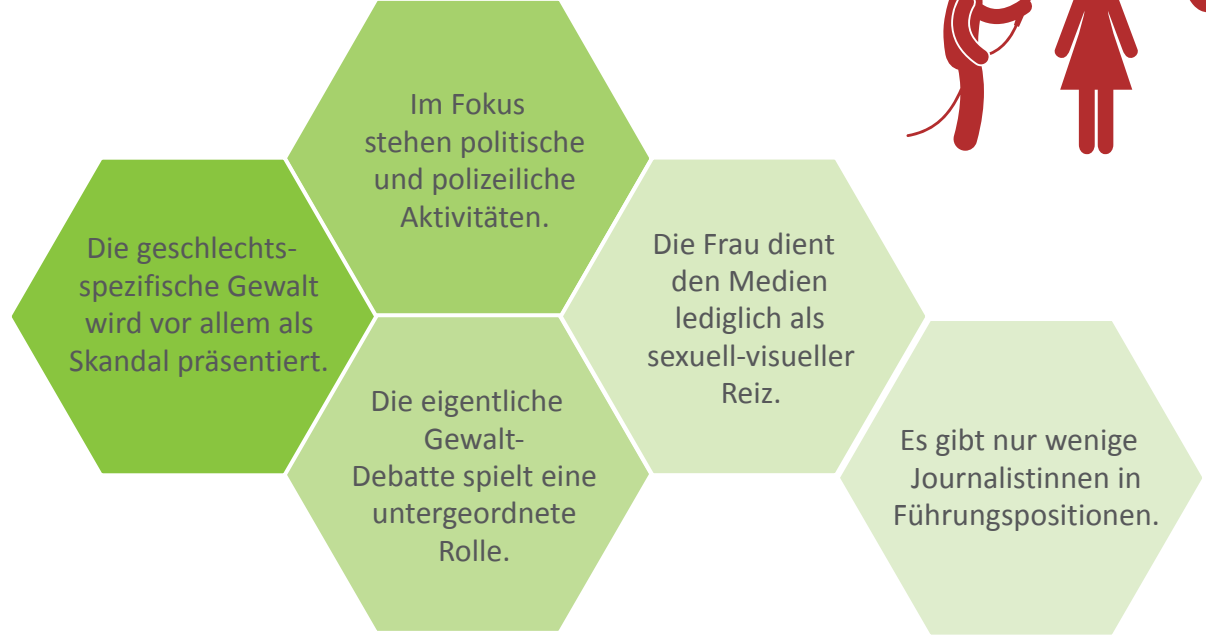 Die geschlechts-
spezifische Gewalt
wird vor allem als
Skandal präsentiert.
Im Fokus
stehen politische
und polizeiliche
Aktivitäten.
Die eigentliche
Gewalt-
Debatte spielt eine
untergeordnete
Rolle.
Die Frau dient
den Medien
lediglich als
sexuell-visueller
Reiz.
Es gibt nur wenige
Journalistinnen in
Führungspositionen.